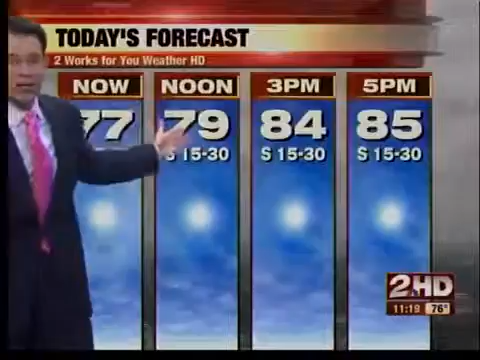 TODAY'S FORECAST
2 Works for You Weather HD
NOW NOON 3PM 5PM
77 79 84 85
S 15-30 S 15-30 S 15-30
2HD
11:19 76°